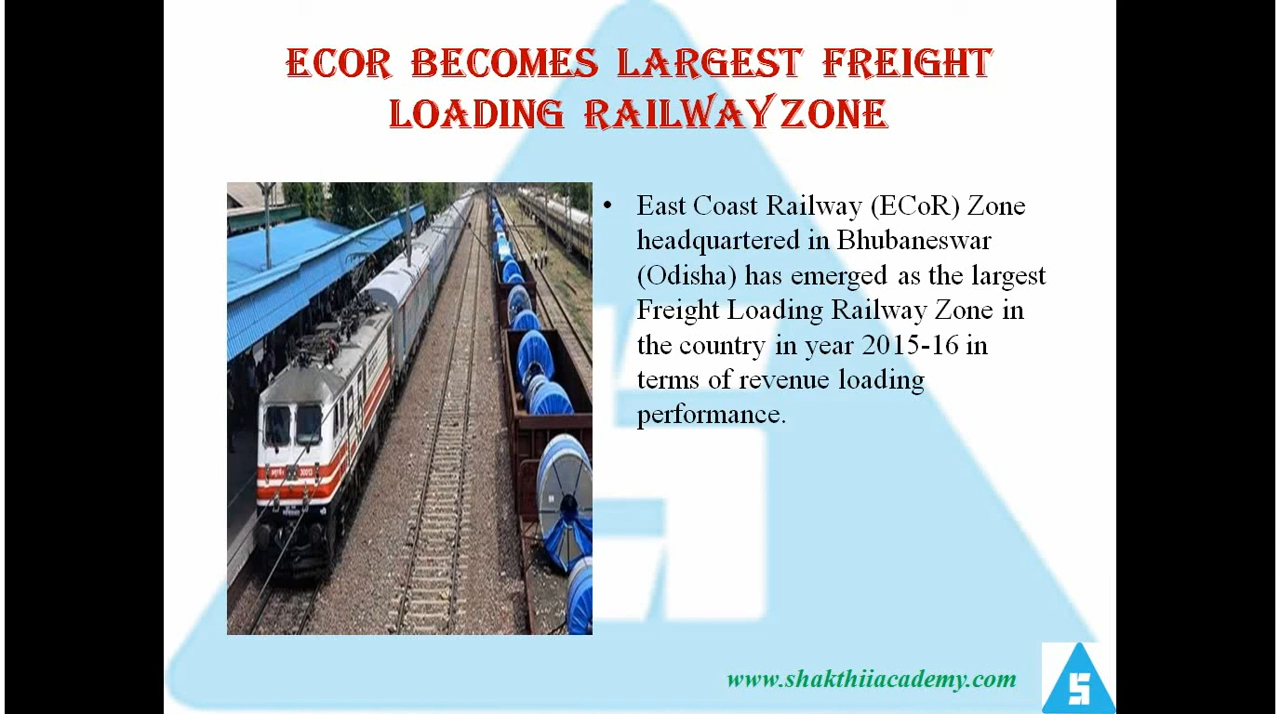 ECOR BECOMES LARGEST FREIGHT
LOADING RAILWAY ZONE
• East Coast Railway (ECoR) Zone
headquartered in Bhubaneswar
(Odisha) has emerged as the largest
Freight Loading Railway Zone in
the country in year 2015-16 in
terms of revenue loading
performance.
www.shakthiiacademy.com